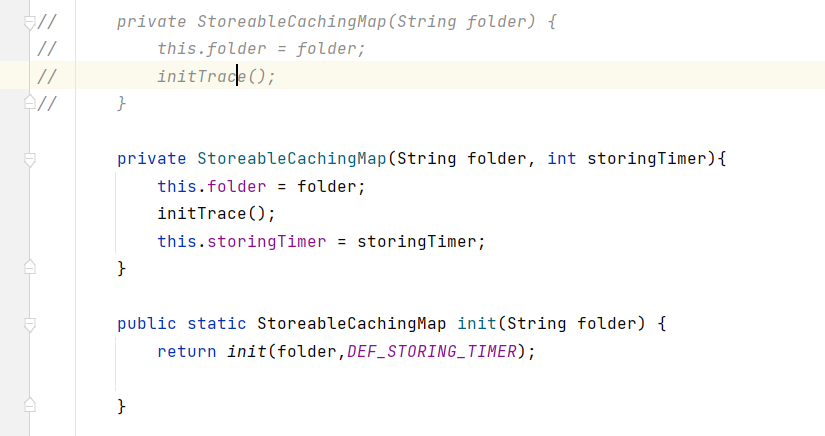 //      private StoreableCachingMap(String folder) {
//          this.folder = folder;
//          initTrace();
//      }
        private StoreableCachingMap(String folder, int storingTimer){
            this.folder = folder;
            initTrace();
            this.storingTimer = storingTimer;
        }
        public static StoreableCachingMap init(String folder) {
            return init(folder,DEF_STORING_TIMER);
        }